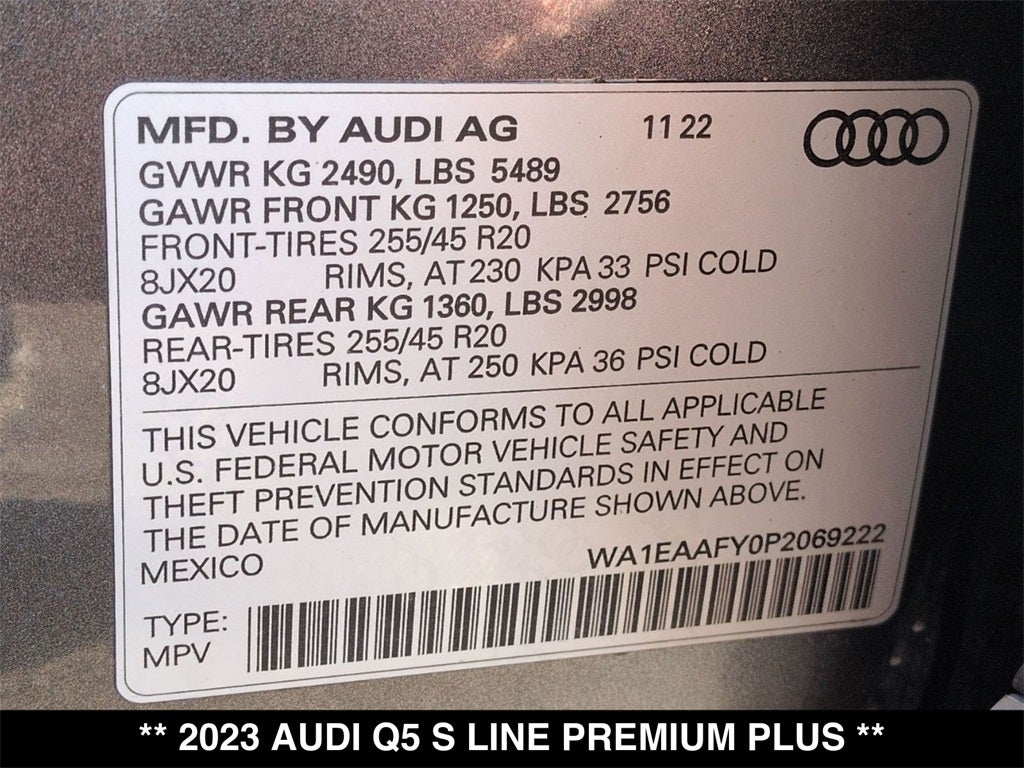 MFD. BY AUDI AG 11 22
GVWR KG 2490, LBS 5489
GAWR FRONT KG 1250, LBS 2756
FRONT-TIRES 255/45 R20
8JX20 RIMS, AT 230 KPA 33 PSI COLD
GAWR REAR KG 1360, LBS 2998
REAR-TIRES 255/45 R20
8JX20 RIMS, AT 250 KPA 36 PSI COLD
THIS VEHICLE CONFORMS TO ALL APPLICABLE
U.S. FEDERAL MOTOR VEHICLE SAFETY AND
THEFT PREVENTION STANDARDS IN EFFECT ON
THE DATE OF MANUFACTURE SHOWN ABOVE.
MEXICO WA1EAAFY0P2069222
TYPE:
MPV
** 2023 AUDI Q5 S LINE PREMIUM PLUS **